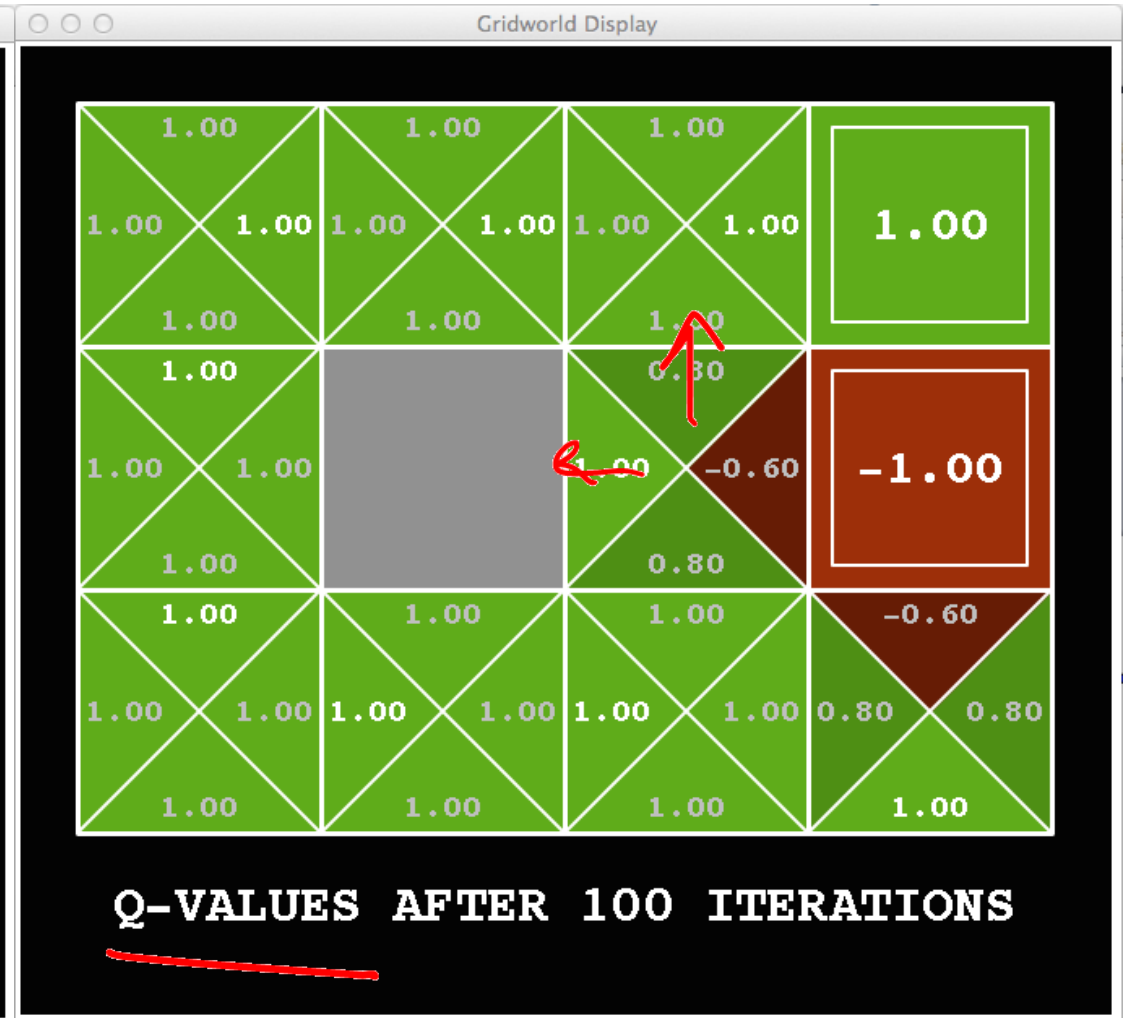 Gridworld Display
1.00 1.00 1.00
1.00 1.00 1.00 1.00 1.00 1.00 1.00
1.00 1.00 1.00
1.00 0.80
1.00 1.00 1.00 -0.60 -1.00
1.00 0.80
1.00 1.00 1.00 -0.60
1.00 1.00 1.00 1.00 1.00 1.00 0.80 0.80
1.00 1.00 1.00 1.00
Q-VALUES AFTER 100 ITERATIONS